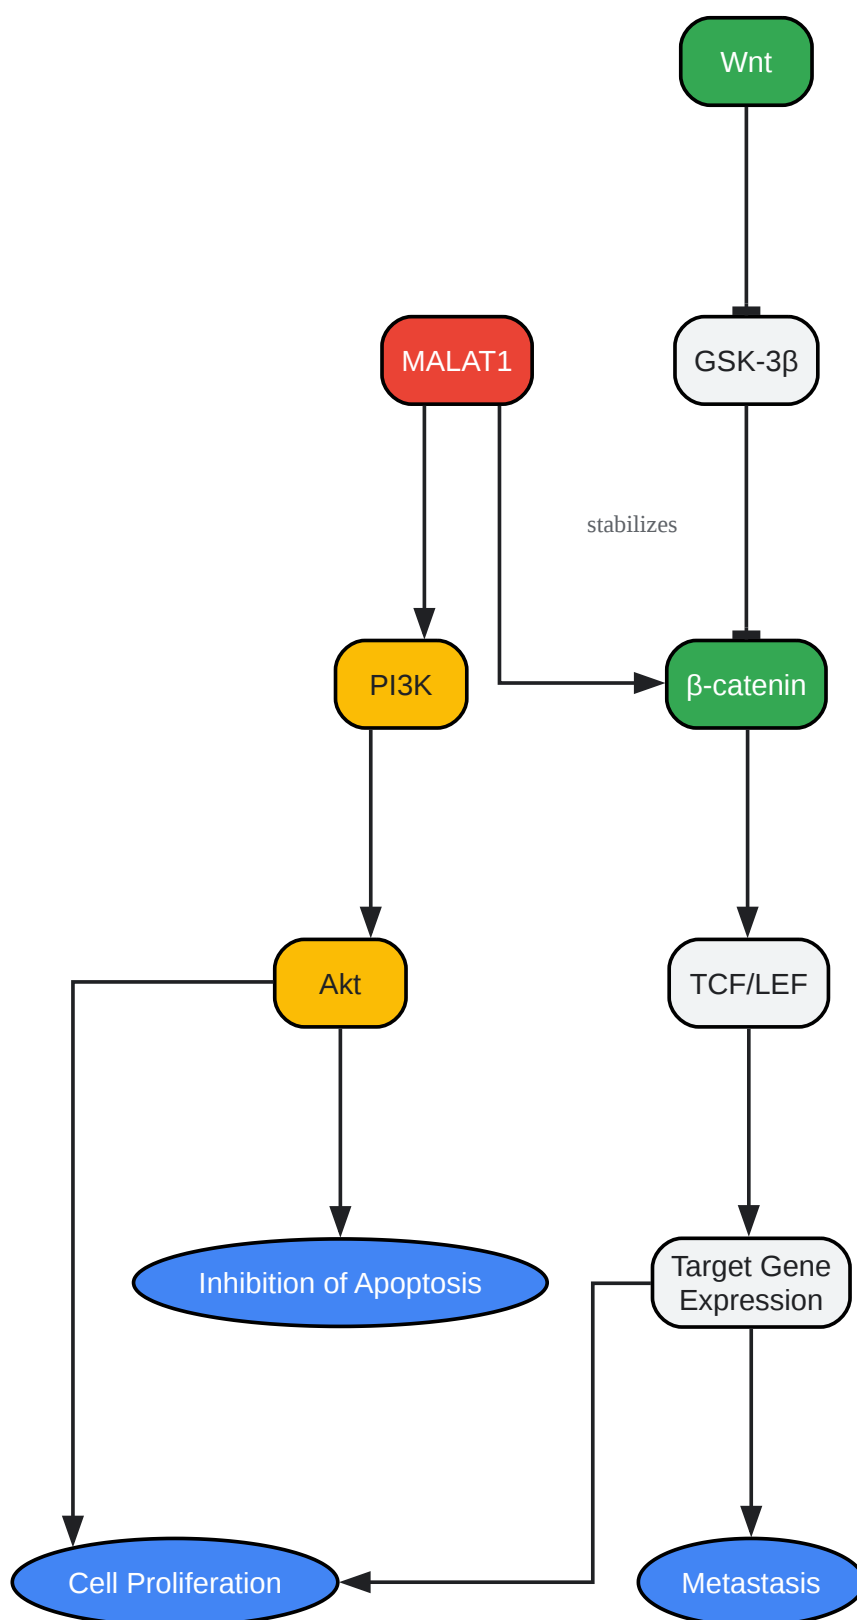 Wnt
MALAT1
GSK-3β
stabilizes
PI3K
β-catenin
Akt
TCF/LEF
Inhibition of Apoptosis
Target Gene
Expression
Cell Proliferation
Metastasis